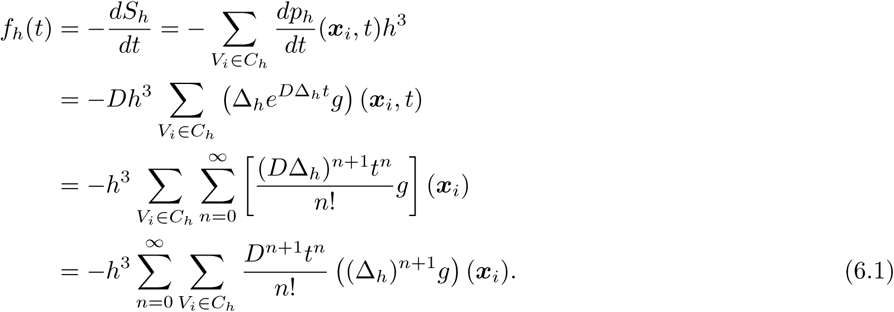 f_h(t) = -\frac{dS_h}{dt} = -\sum_{V_i \in C_h} \frac{dp_h}{dt}(\boldsymbol{x}_i, t)h^3
= -Dh^3 \sum_{V_i \in C_h} \left(\Delta_h e^{D\Delta_h t} g\right)(\boldsymbol{x}_i, t)
= -h^3 \sum_{V_i \in C_h} \sum_{n=0}^{\infty} \left[\frac{(D\Delta_h)^{n+1} t^n}{n!} g\right](\boldsymbol{x}_i)
= -h^3 \sum_{n=0}^{\infty} \sum_{V_i \in C_h} \frac{D^{n+1} t^n}{n!} \left((\Delta_h)^{n+1} g\right)(\boldsymbol{x}_i). (6.1)